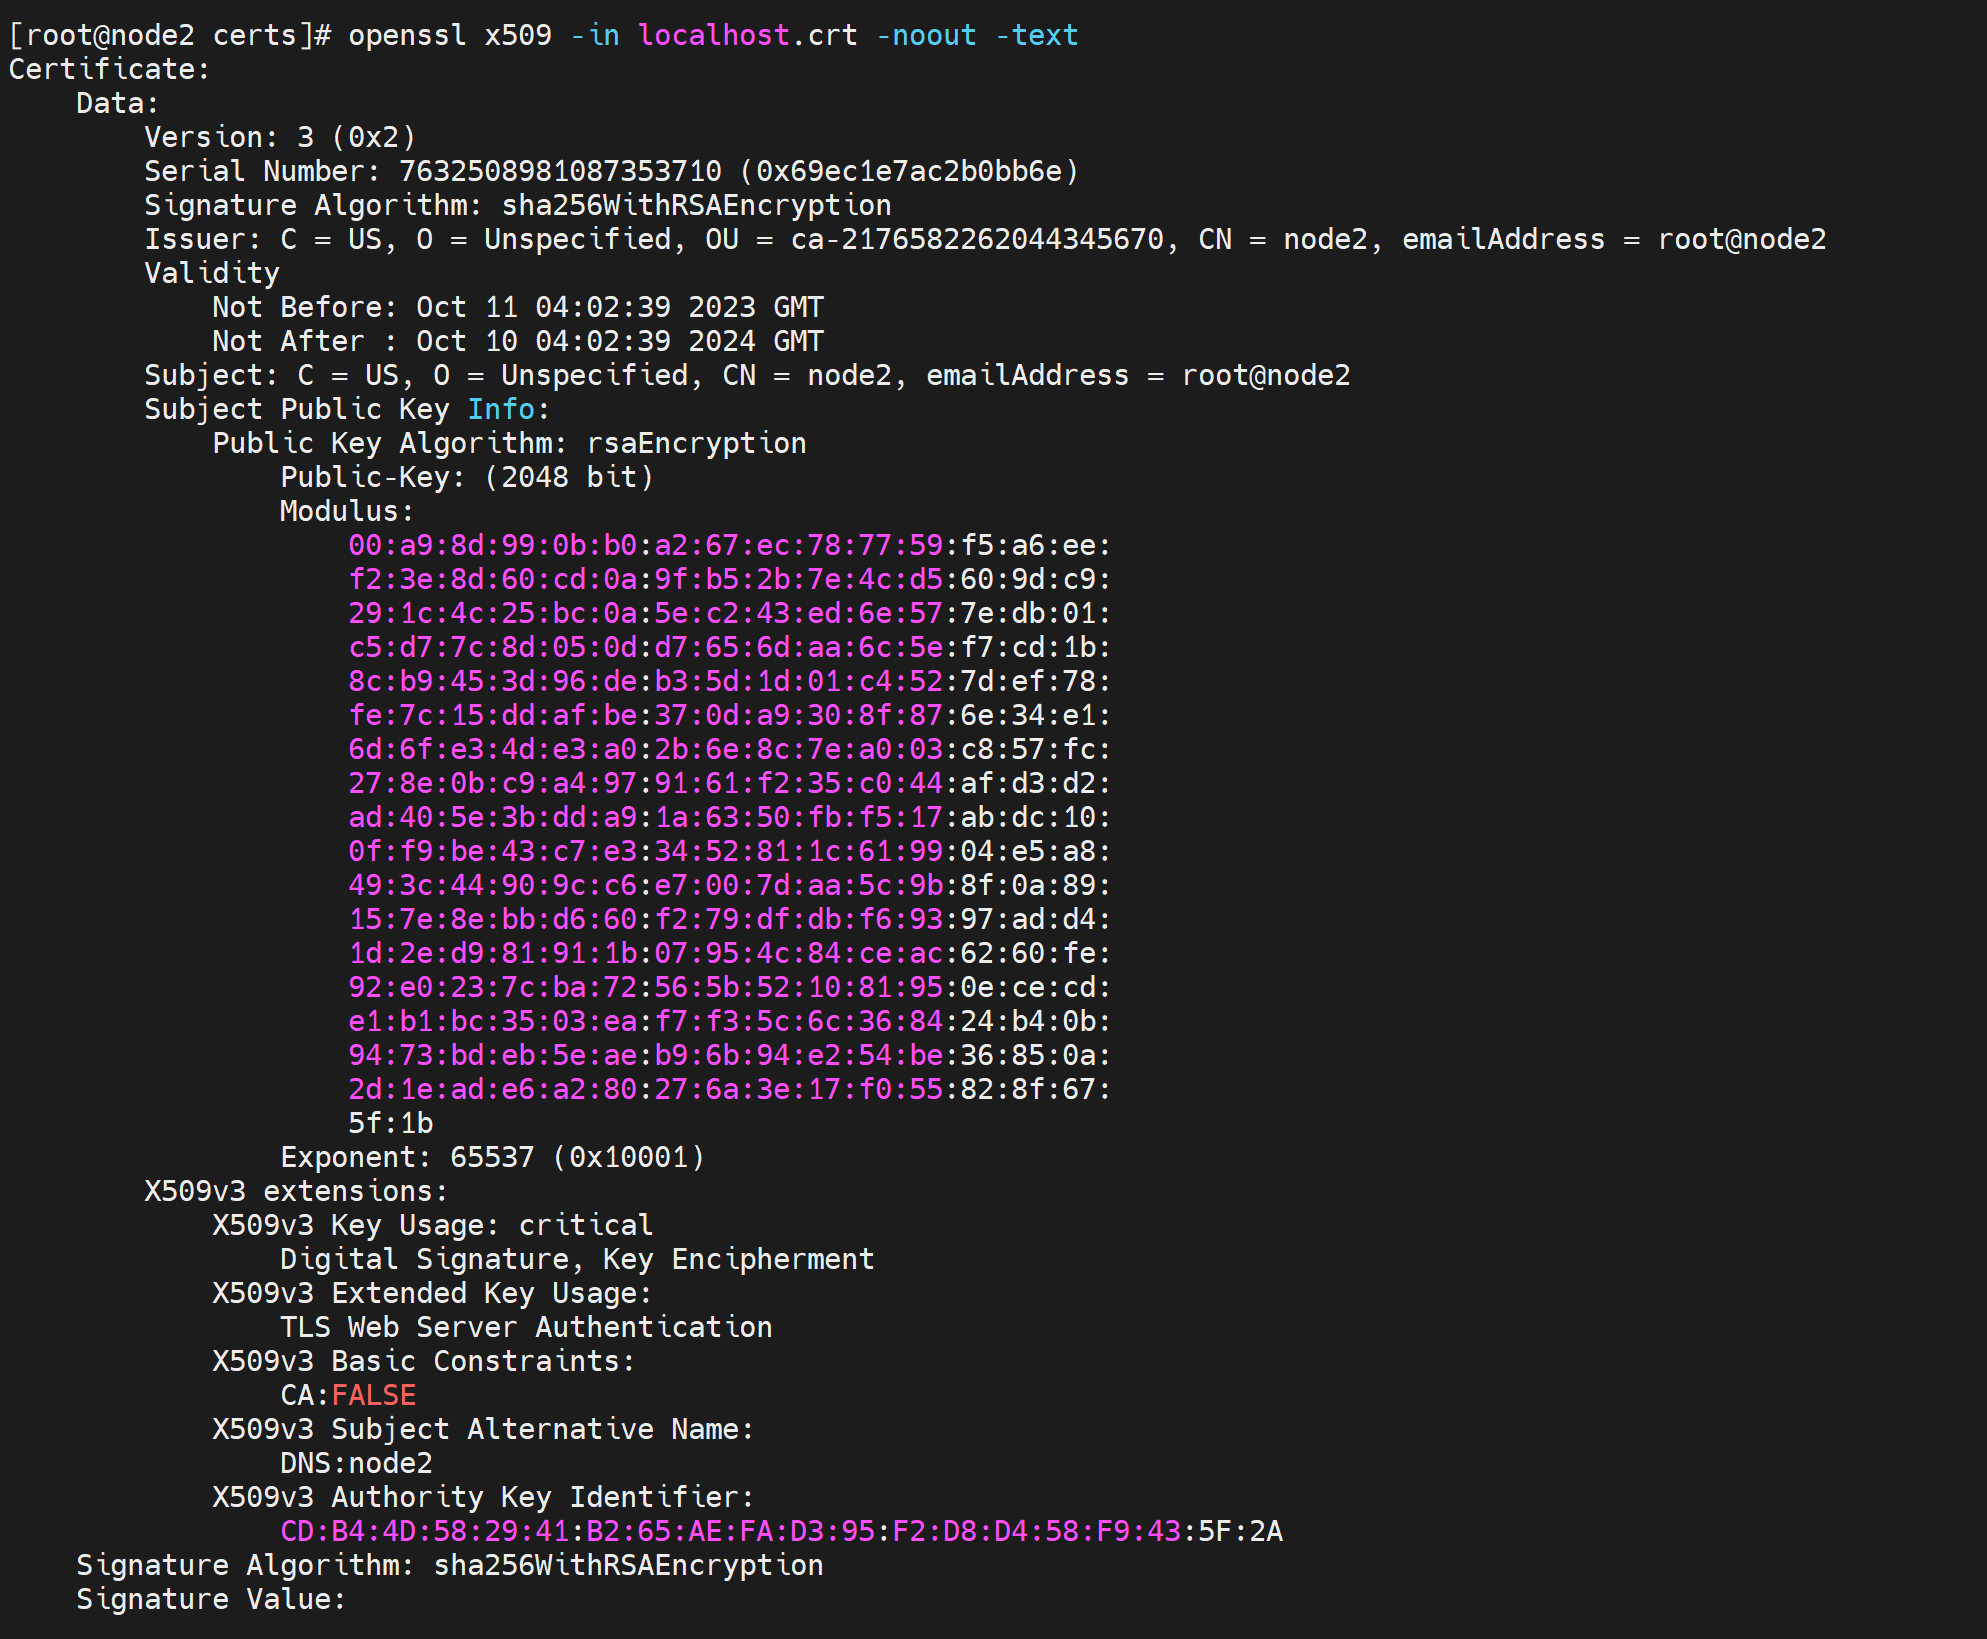 [root@node2 certs]# openssl x509 -in localhost.crt -noout -text
Certificate:
    Data:
        Version: 3 (0x2)
        Serial Number: 7632508981087353710 (0x69ec1e7ac2b0bb6e)
        Signature Algorithm: sha256WithRSAEncryption
        Issuer: C = US, O = Unspecified, OU = ca-2176582262044345670, CN = node2, emailAddress = root@node2
        Validity
            Not Before: Oct 11 04:02:39 2023 GMT
            Not After : Oct 10 04:02:39 2024 GMT
        Subject: C = US, O = Unspecified, CN = node2, emailAddress = root@node2
        Subject Public Key Info:
            Public Key Algorithm: rsaEncryption
                Public-Key: (2048 bit)
                Modulus:
                    00:a9:8d:99:0b:b0:a2:67:ec:78:77:59:f5:a6:ee:
                    f2:3e:8d:60:cd:0a:9f:b5:2b:7e:4c:d5:60:9d:c9:
                    29:1c:4c:25:bc:0a:5e:c2:43:ed:6e:57:7e:db:01:
                    c5:d7:7c:8d:05:0d:d7:65:6d:aa:6c:5e:f7:cd:1b:
                    8c:b9:45:3d:96:de:b3:5d:1d:01:c4:52:7d:ef:78:
                    fe:7c:15:dd:af:be:37:0d:a9:30:8f:87:6e:34:e1:
                    6d:6f:e3:4d:e3:a0:2b:6e:8c:7e:a0:03:c8:57:fc:
                    27:8e:0b:c9:a4:97:91:61:f2:35:c0:44:af:d3:d2:
                    ad:40:5e:3b:dd:a9:1a:63:50:fb:f5:17:ab:dc:10:
                    0f:f9:be:43:c7:e3:34:52:81:1c:61:99:04:e5:a8:
                    49:3c:44:90:9c:c6:e7:00:7d:aa:5c:9b:8f:0a:89:
                    15:7e:8e:bb:d6:60:f2:79:df:db:f6:93:97:ad:d4:
                    1d:2e:d9:81:91:1b:07:95:4c:84:ce:ac:62:60:fe:
                    92:e0:23:7c:ba:72:56:5b:52:10:81:95:0e:ce:cd:
                    e1:b1:bc:35:03:ea:f7:f3:5c:6c:36:84:24:b4:0b:
                    94:73:bd:eb:5e:ae:b9:6b:94:e2:54:be:36:85:0a:
                    2d:1e:ad:e6:a2:80:27:6a:3e:17:f0:55:82:8f:67:
                    5f:1b
                Exponent: 65537 (0x10001)
        X509v3 extensions:
            X509v3 Key Usage: critical
                Digital Signature, Key Encipherment
            X509v3 Extended Key Usage:
                TLS Web Server Authentication
            X509v3 Basic Constraints:
                CA:FALSE
            X509v3 Subject Alternative Name:
                DNS:node2
            X509v3 Authority Key Identifier:
                CD:B4:4D:58:29:41:B2:65:AE:FA:D3:95:F2:D8:D4:58:F9:43:5F:2A
    Signature Algorithm: sha256WithRSAEncryption
    Signature Value: